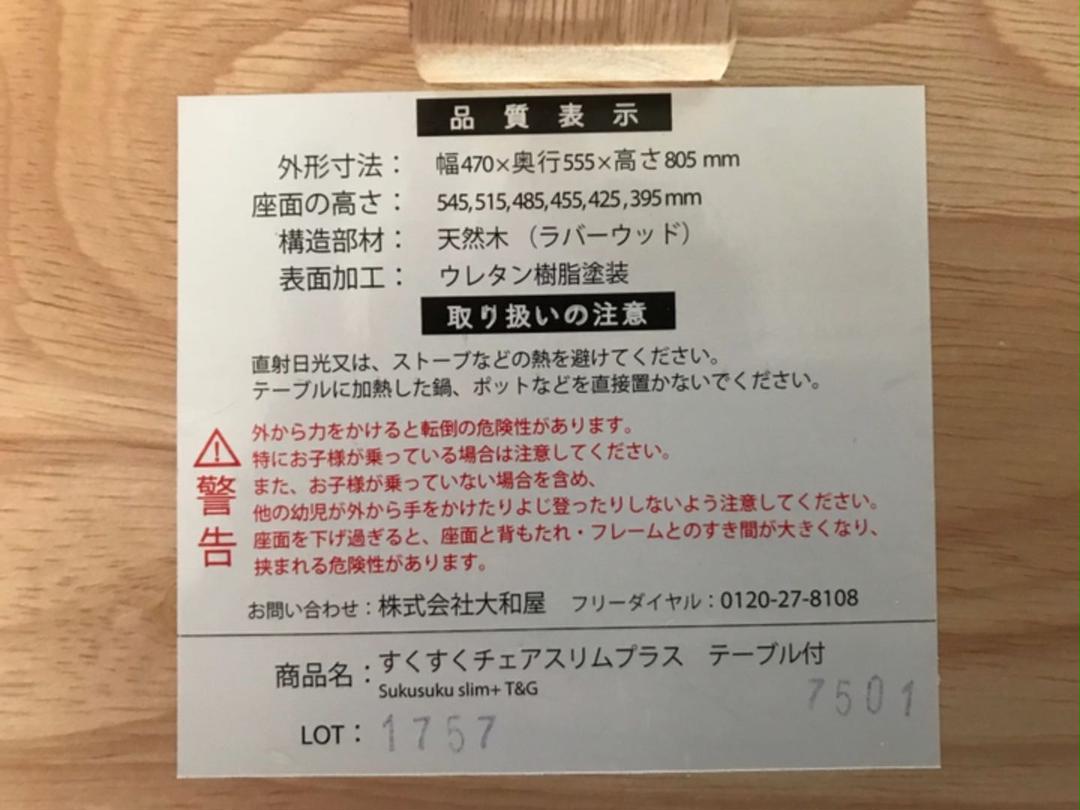 品質表示
外形寸法： 幅470×奥行555×高さ805 mm
座面の高さ： 545,515,485,455,425,395mm
構造部材： 天然木 （ラバーウッド）
表面加工： ウレタン樹脂塗装
取り扱いの注意
直射日光又は、ストーブなどの熱を避けてください。
テーブルに加熱した鍋、ポットなどを直接置かないでください。
⚠警告
外から力をかけると転倒の危険性があります。
特にお子様が乗っている場合は注意してください。
また、お子様が乗っていない場合を含め、
他の幼児が外から手をかけたりよじ登ったりしないよう注意してください。
座面を下げ過ぎると、座面と背もたれ・フレームとのすき間が大きくなり、
挟まれる危険性があります。
お問い合わせ：株式会社大和屋 フリーダイヤル：0120-27-8108
商品名：すくすくチェアスリムプラス テーブル付
Sukusuku slim+ T&G
7501
LOT： 1757